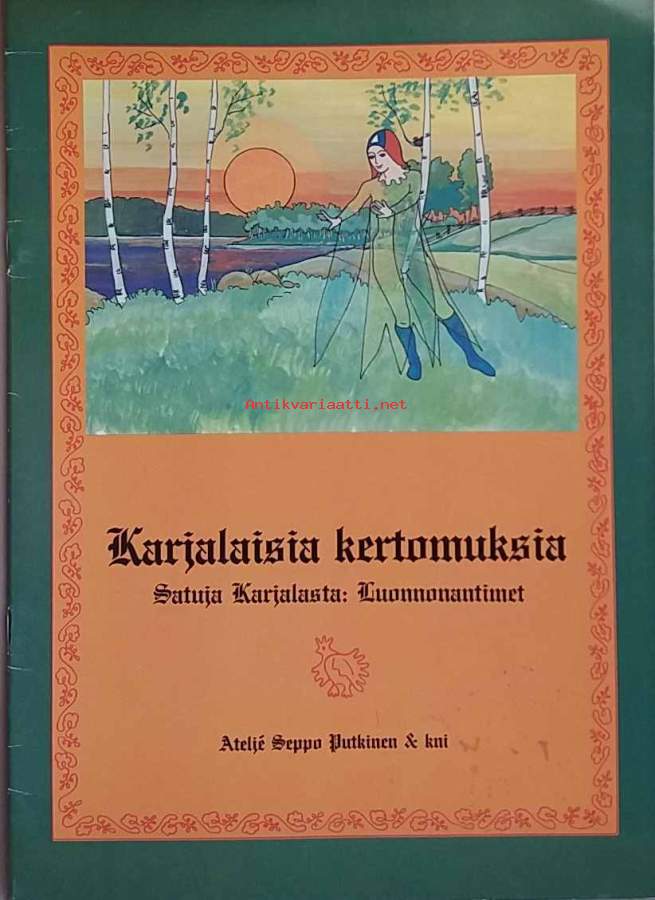 Antikvariaatti.net
Karjalaisia kertomuksia
Satuja Karjalasta: Luonnonantimet
Ateljé Seppo Putkinen & kni